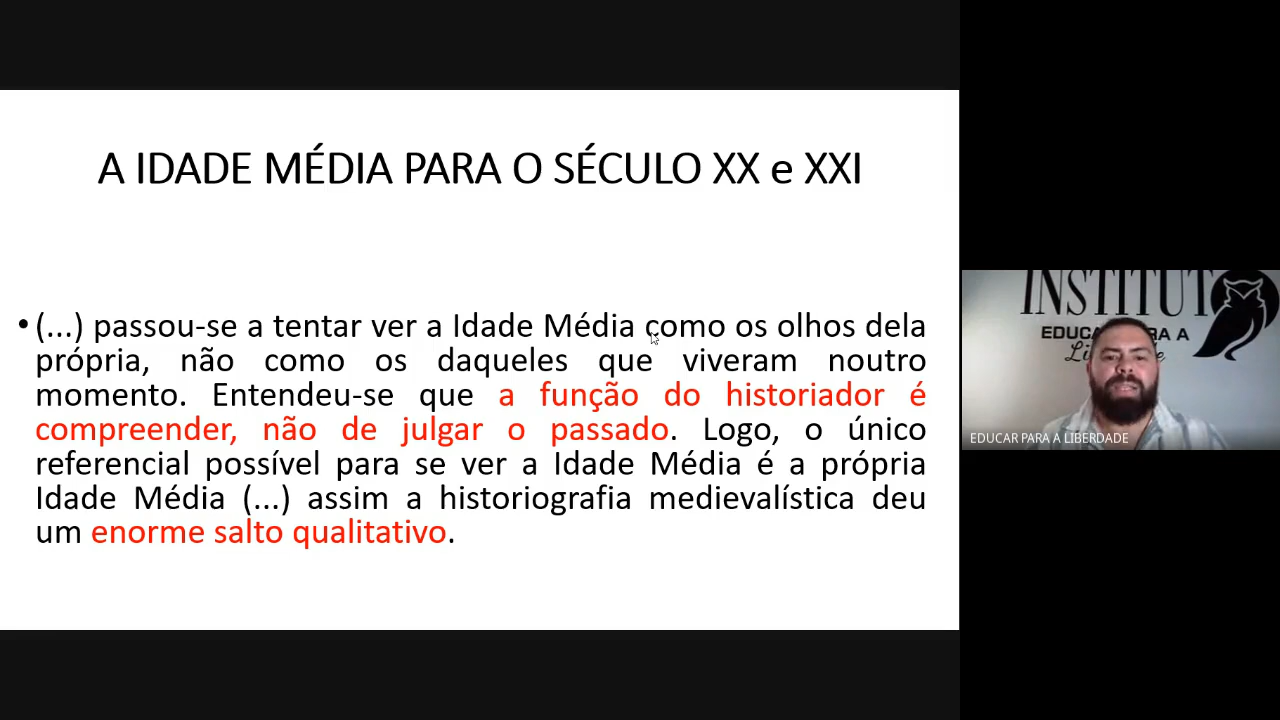 A IDADE MÉDIA PARA O SÉCULO XX e XXI
• (...) passou-se a tentar ver a Idade Média como os olhos dela
própria, não como os daqueles que viveram noutro
momento. Entendeu-se que a função do historiador é
compreender, não de julgar o passado. Logo, o único
referencial possível para se ver a Idade Média é a própria
Idade Média (...) assim a historiografia medievalística deu
um enorme salto qualitativo.
INSTITUT
EDUCA RA A
EDUCAR PARA A LIBERDADE